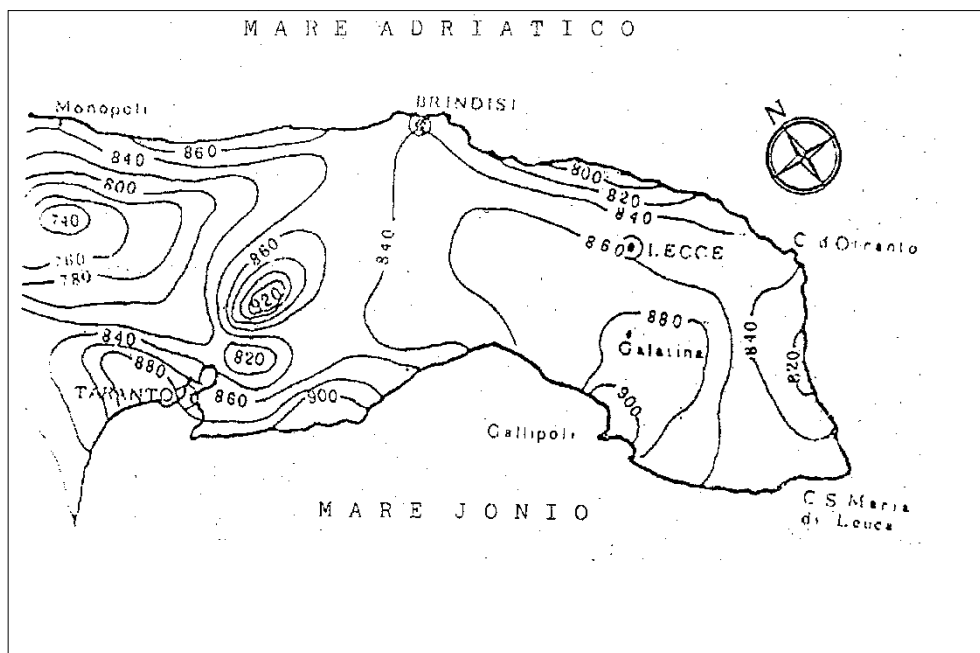 MARE ADRIATICO
Monopoli
BRINDISI
N
860
840
800
740
760
780
860
920
820
840
880
TARANTO
860
900
840
800
820
840
860
LECCE
C. d'Otranto
880
Galatina
900
840
820
Gallipoli
MARE JONIO
C S Maria
di Leuca